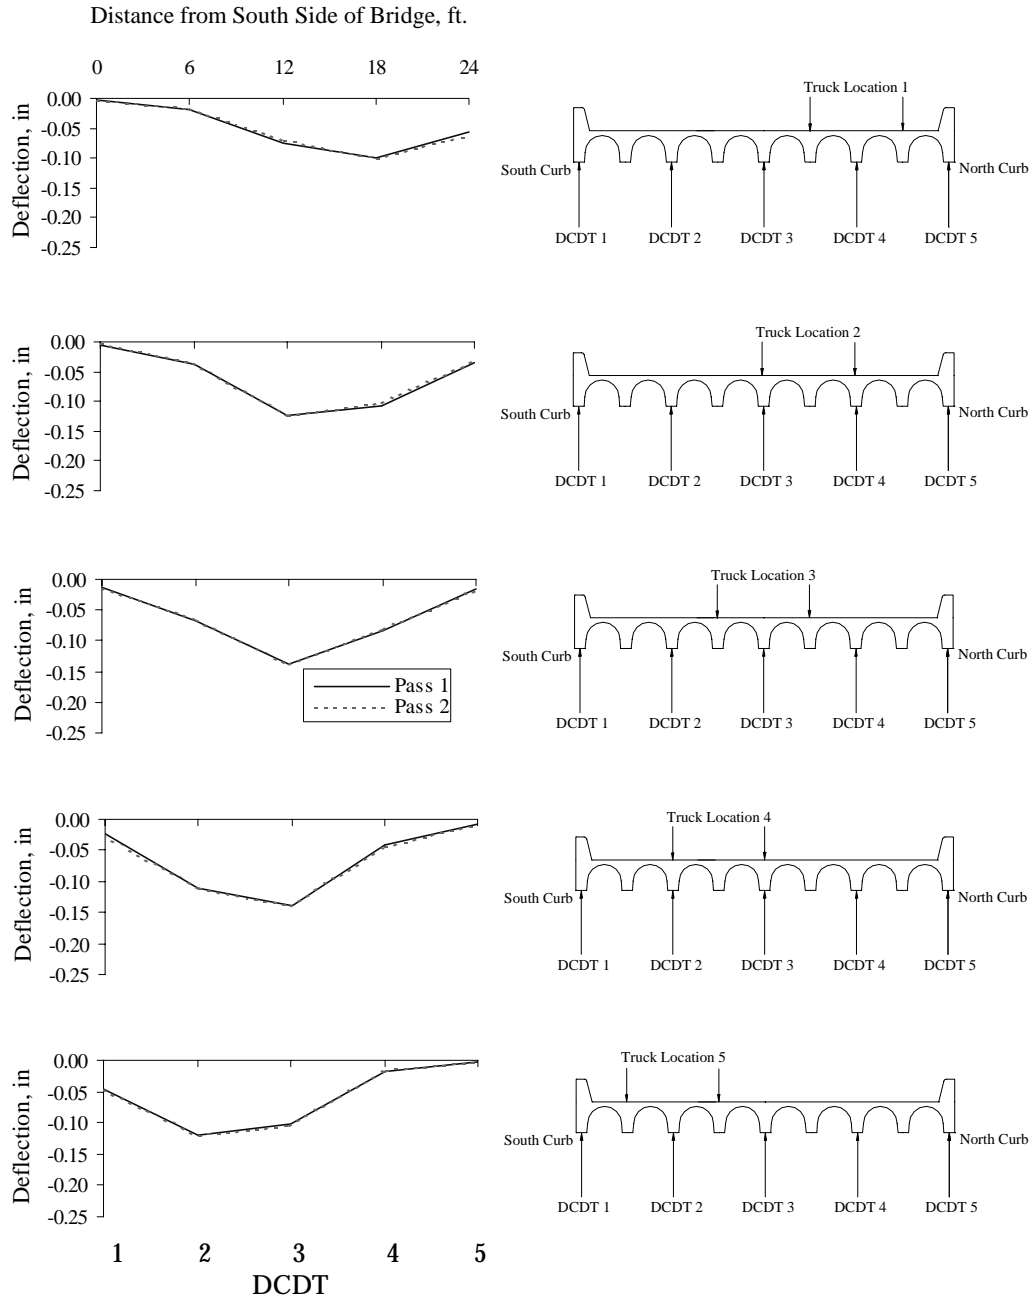 Distance from South Side of Bridge, ft.
0 6 12 18 24
Deflection, in
0.00
-0.05
-0.10
-0.15
-0.20
-0.25
Truck Location 1
South Curb
North Curb
DCDT 1 DCDT 2 DCDT 3 DCDT 4 DCDT 5
Deflection, in
0.00
-0.05
-0.10
-0.15
-0.20
-0.25
Truck Location 2
South Curb
North Curb
DCDT 1 DCDT 2 DCDT 3 DCDT 4 DCDT 5
Deflection, in
0.00
-0.05
-0.10
-0.15
-0.20
-0.25
Pass 1
Pass 2
Truck Location 3
South Curb
North Curb
DCDT 1 DCDT 2 DCDT 3 DCDT 4 DCDT 5
Deflection, in
0.00
-0.05
-0.10
-0.15
-0.20
-0.25
Truck Location 4
South Curb
North Curb
DCDT 1 DCDT 2 DCDT 3 DCDT 4 DCDT 5
Deflection, in
0.00
-0.05
-0.10
-0.15
-0.20
-0.25
Truck Location 5
South Curb
North Curb
DCDT 1 DCDT 2 DCDT 3 DCDT 4 DCDT 5
1 2 3 4 5
DCDT